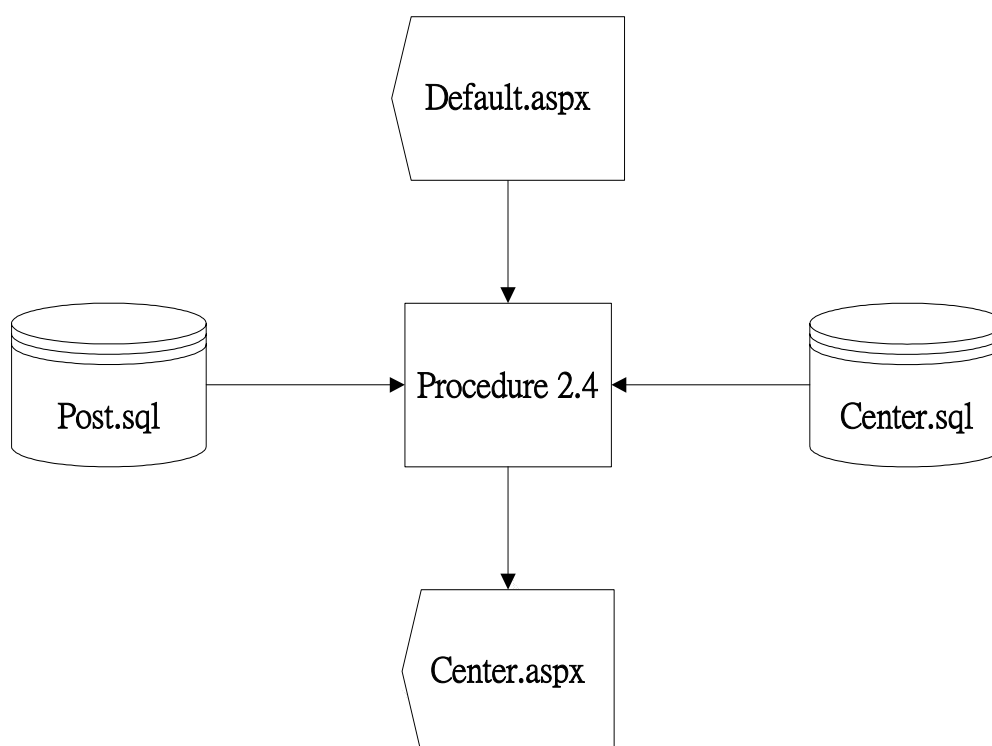 Default.aspx
Post.sql
Procedure 2.4
Center.sql
Center.aspx